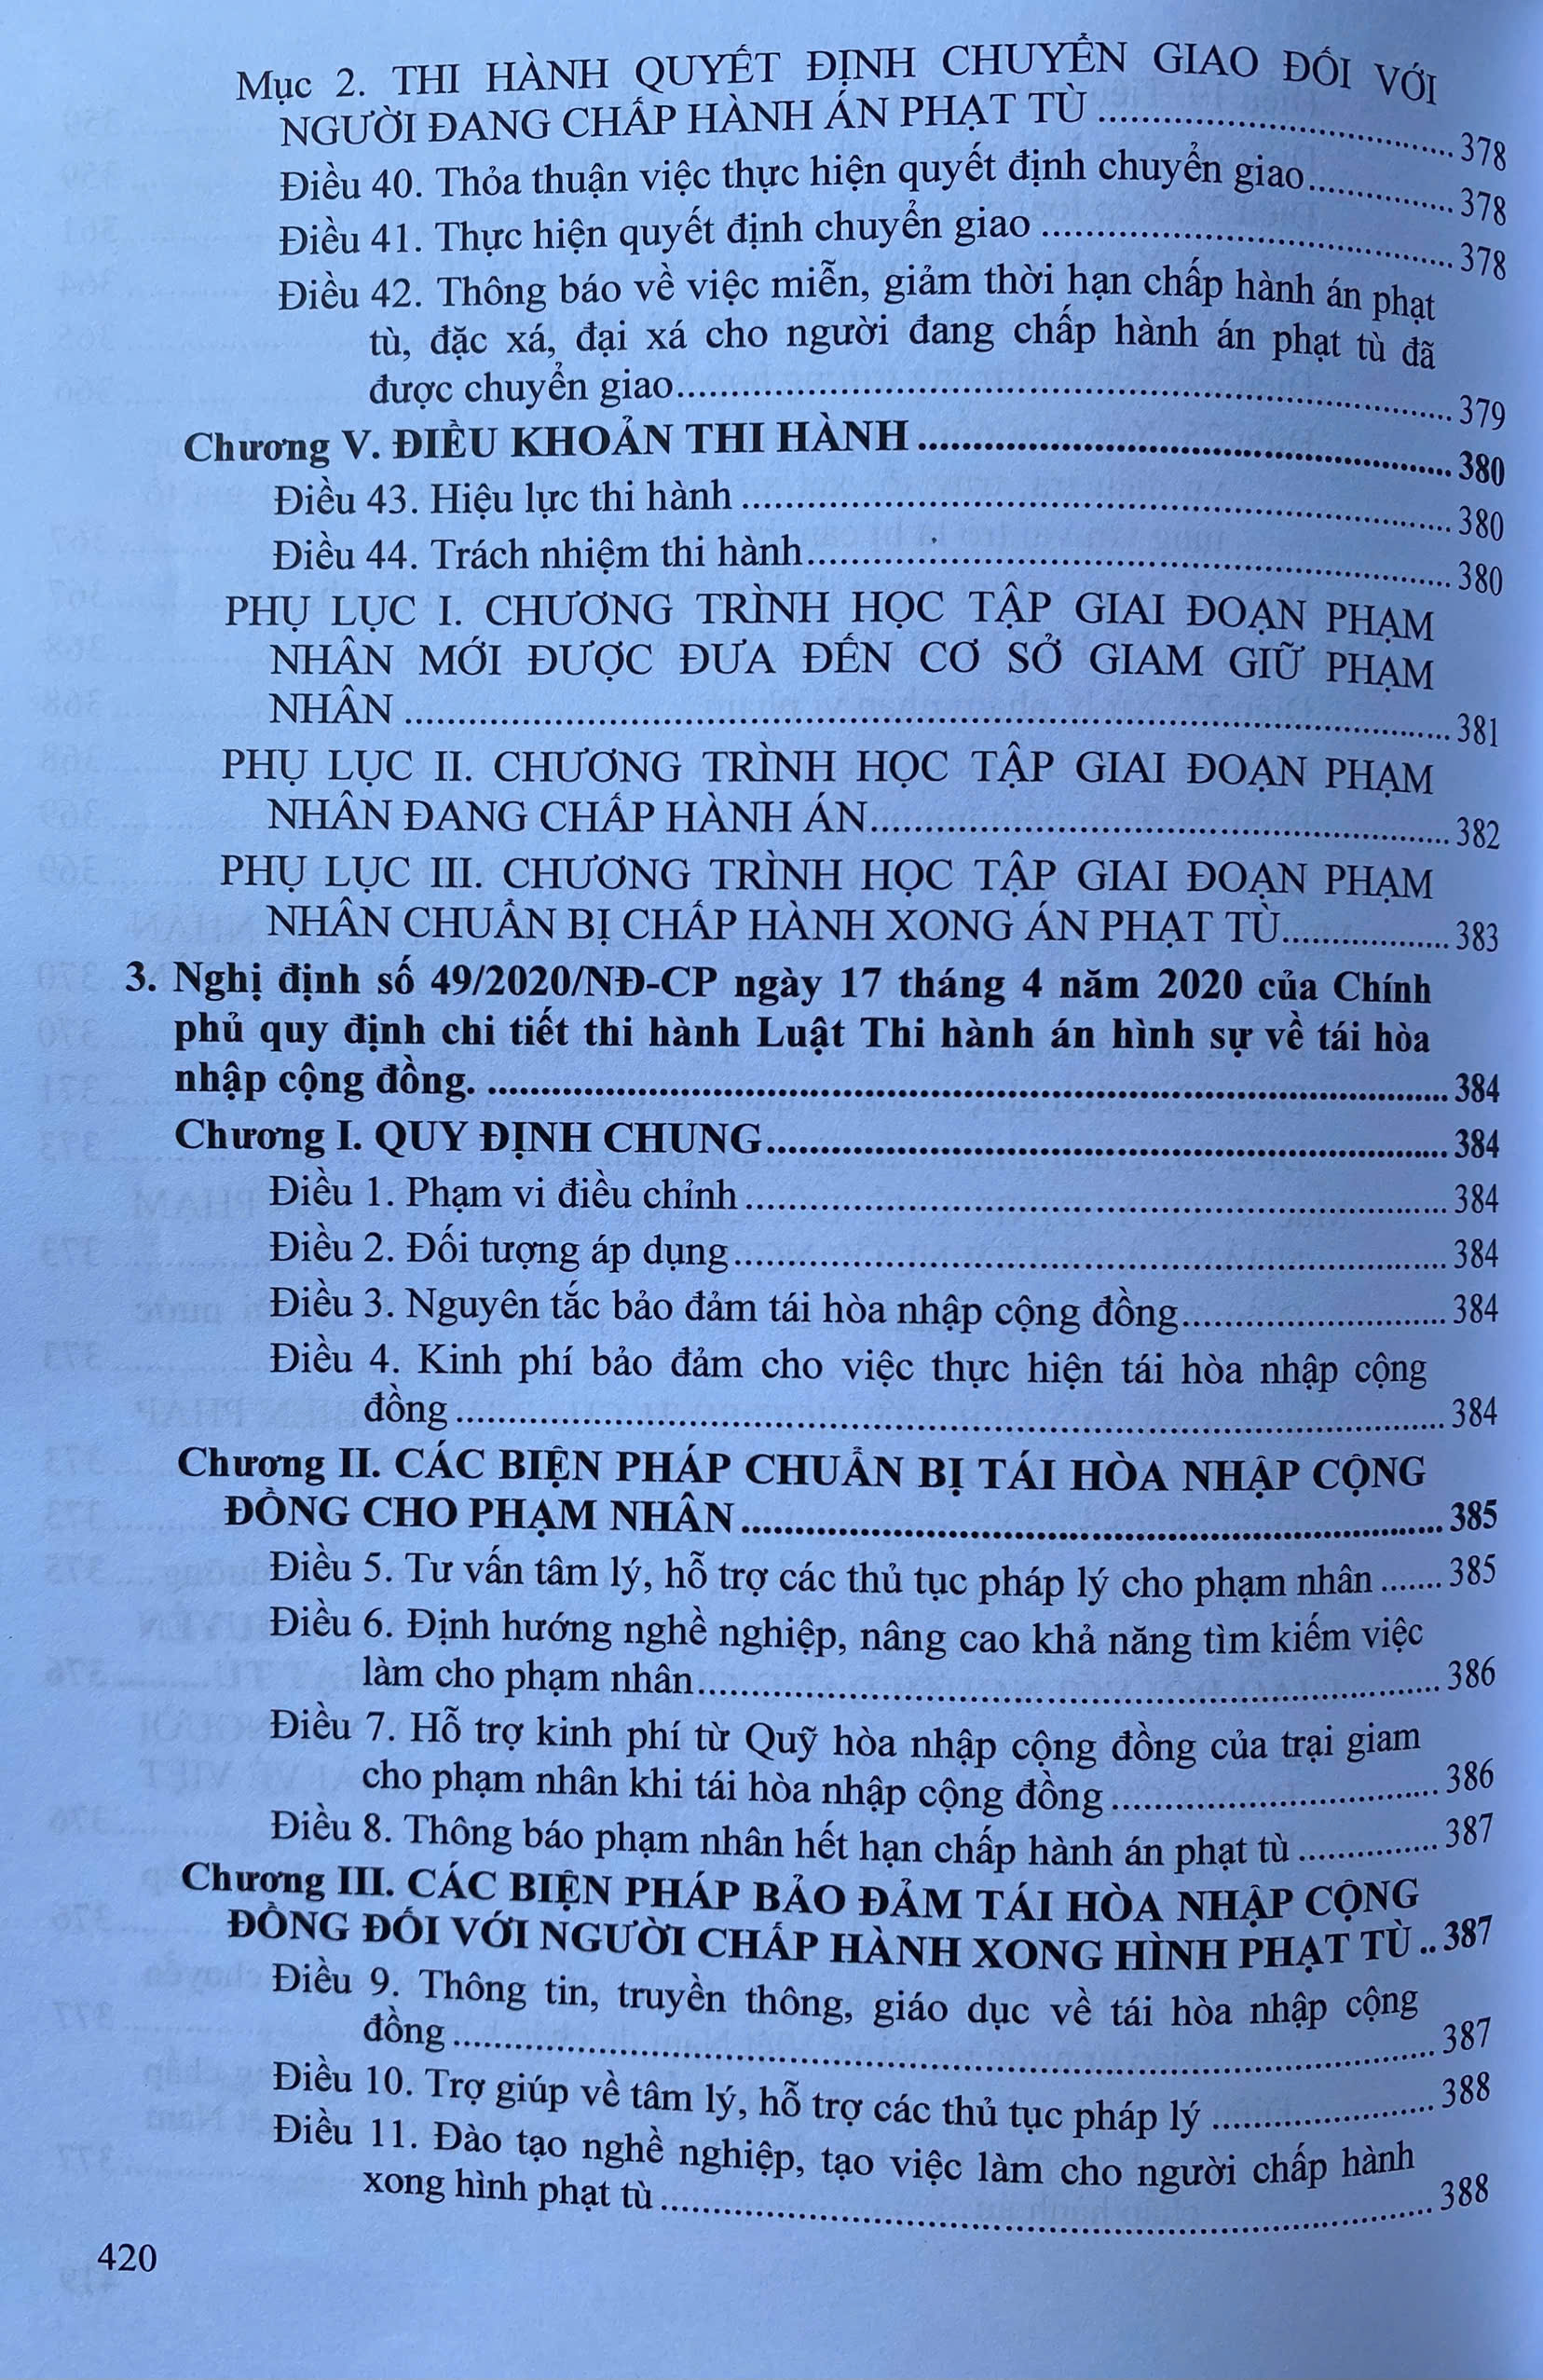 Mục 2. THI HÀNH QUYẾT ĐỊNH CHUYỂN GIAO ĐỐI VỚI
NGƯỜI ĐANG CHẤP HÀNH ÁN PHẠT TÙ ........ 378
Điều 40. Thỏa thuận việc thực hiện quyết định chuyển giao ........ 378
Điều 41. Thực hiện quyết định chuyển giao ........ 378
Điều 42. Thông báo về việc miễn, giảm thời hạn chấp hành án phạt
tù, đặc xá, đại xá cho người đang chấp hành án phạt tù đã
được chuyển giao ........ 379
Chương V. ĐIỀU KHOẢN THI HÀNH ........ 380
Điều 43. Hiệu lực thi hành ........ 380
Điều 44. Trách nhiệm thi hành ........ 380
PHỤ LỤC I. CHƯƠNG TRÌNH HỌC TẬP GIAI ĐOẠN PHẠM
NHÂN MỚI ĐƯỢC ĐƯA ĐẾN CƠ SỞ GIAM GIỮ PHẠM
NHÂN ........ 381
PHỤ LỤC II. CHƯƠNG TRÌNH HỌC TẬP GIAI ĐOẠN PHẠM
NHÂN ĐANG CHẤP HÀNH ÁN ........ 382
PHỤ LỤC III. CHƯƠNG TRÌNH HỌC TẬP GIAI ĐOẠN PHẠM
NHÂN CHUẨN BỊ CHẤP HÀNH XONG ÁN PHẠT TÙ ........ 383
3. Nghị định số 49/2020/NĐ-CP ngày 17 tháng 4 năm 2020 của Chính
phủ quy định chi tiết thi hành Luật Thi hành án hình sự về tái hòa
nhập cộng đồng. ........ 384
Chương I. QUY ĐỊNH CHUNG ........ 384
Điều 1. Phạm vi điều chỉnh ........ 384
Điều 2. Đối tượng áp dụng ........ 384
Điều 3. Nguyên tắc bảo đảm tái hòa nhập cộng đồng ........ 384
Điều 4. Kinh phí bảo đảm cho việc thực hiện tái hòa nhập cộng
đồng ........ 384
Chương II. CÁC BIỆN PHÁP CHUẨN BỊ TÁI HÒA NHẬP CỘNG
ĐỒNG CHO PHẠM NHÂN ........ 385
Điều 5. Tư vấn tâm lý, hỗ trợ các thủ tục pháp lý cho phạm nhân ....... 385
Điều 6. Định hướng nghề nghiệp, nâng cao khả năng tìm kiếm việc
làm cho phạm nhân ........ 386
Điều 7. Hỗ trợ kinh phí từ Quỹ hòa nhập cộng đồng của trại giam
cho phạm nhân khi tái hòa nhập cộng đồng ........ 386
Điều 8. Thông báo phạm nhân hết hạn chấp hành án phạt tù ........ 387
Chương III. CÁC BIỆN PHÁP BẢO ĐẢM TÁI HÒA NHẬP CỘNG
ĐỒNG ĐỐI VỚI NGƯỜI CHẤP HÀNH XONG HÌNH PHẠT TÙ .. 387
Điều 9. Thông tin, truyền thông, giáo dục về tái hòa nhập cộng
đồng ........ 387
Điều 10. Trợ giúp về tâm lý, hỗ trợ các thủ tục pháp lý ........ 388
Điều 11. Đào tạo nghề nghiệp, tạo việc làm cho người chấp hành
xong hình phạt tù ........ 388
420